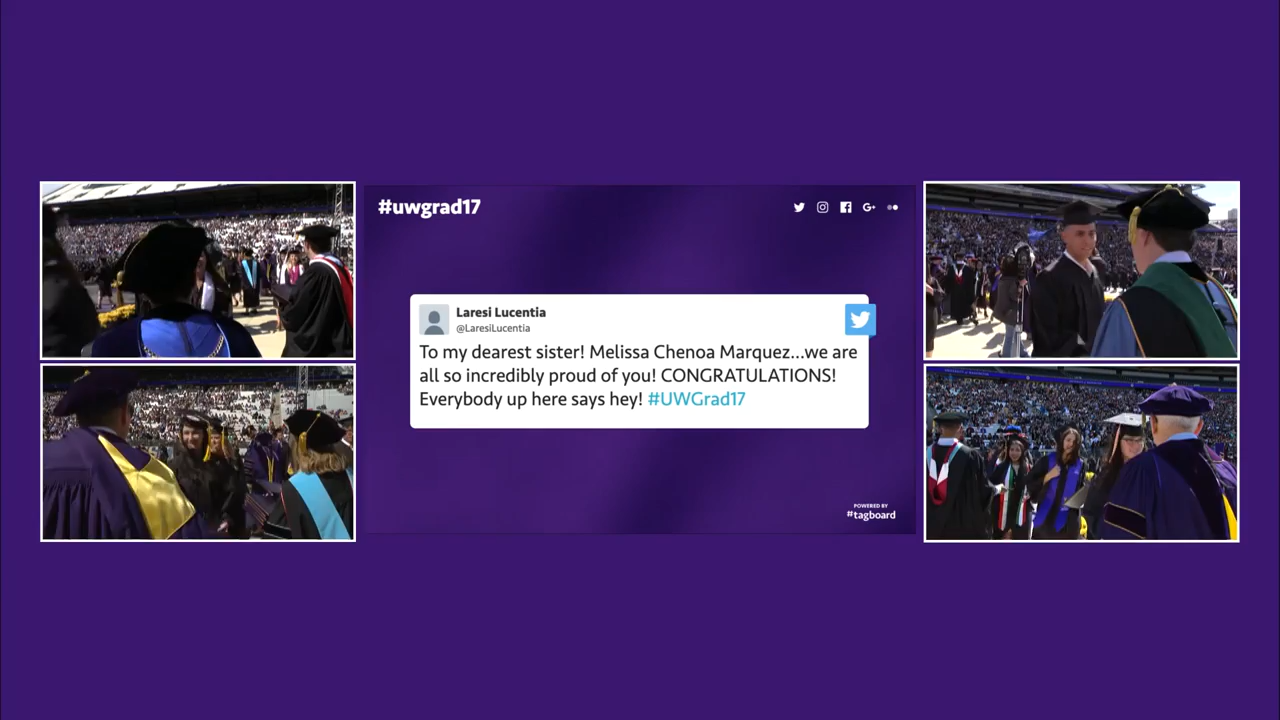 #uwgrad17
Laresi Lucentia
@LaresiLucentia
To my dearest sister! Melissa Chenoa Marquez...we are
all so incredibly proud of you! CONGRATULATIONS!
Everybody up here says hey! #UWGrad17
POWERED BY
#tagboard